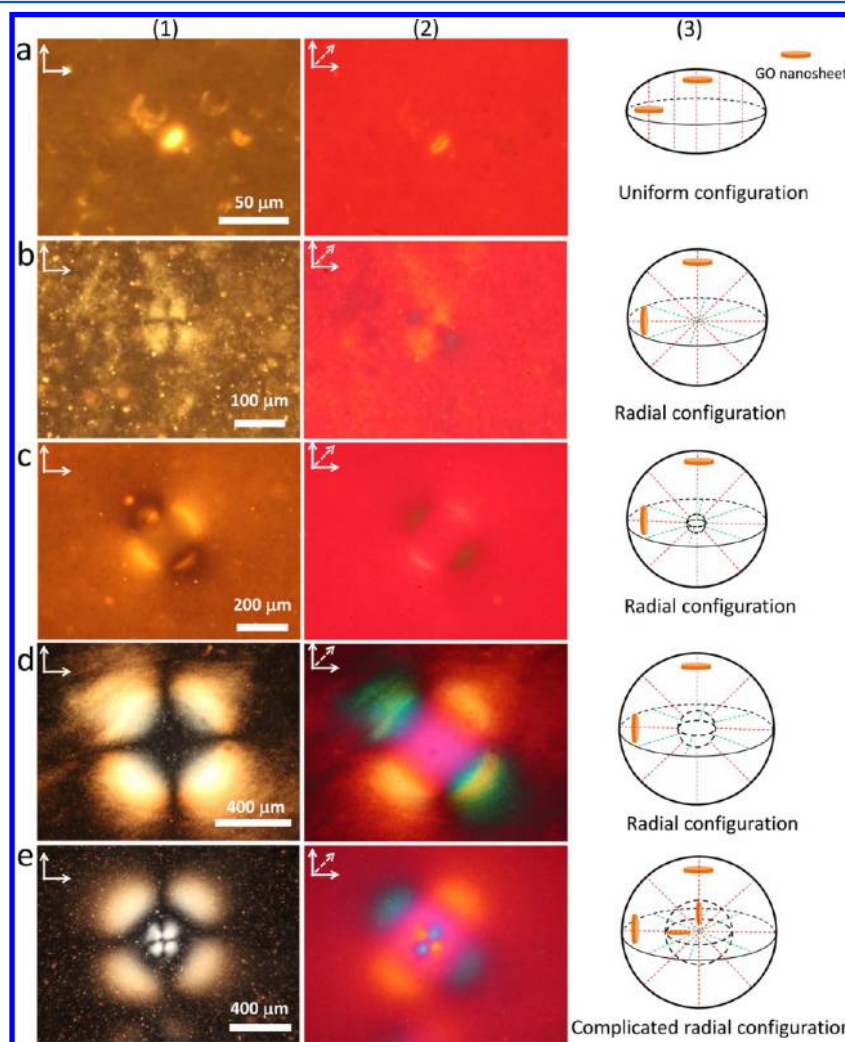 (1) (2) (3)
a
GO nanosheet
50 μm
Uniform configuration
b
100 μm
Radial configuration
c
200 μm
Radial configuration
d
400 μm
Radial configuration
e
400 μm
Complicated radial configuration